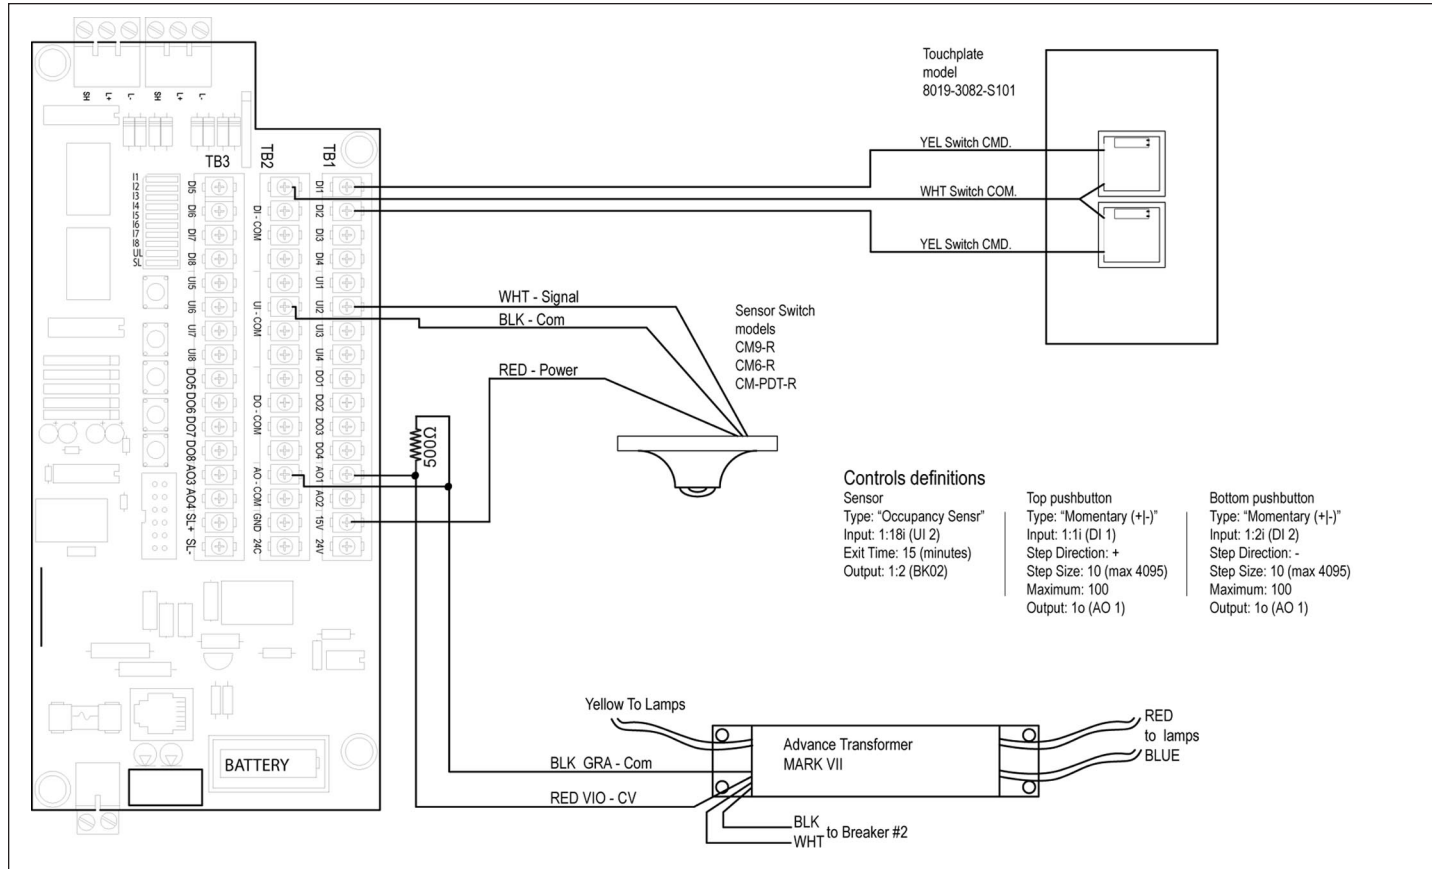 SH
L+
L-
SH
L+
L-
TB3
TB2
TB1
I1
I2
I3
I4
I5
I6
I7
I8
UL
SL
DI5
DI6
DI7
DI8
UI5
UI6
UI7
UI8
DO5
DO6
DO7
DO8
AO3
AO4
SL+
SL-
DI - COM
UI - COM
DO - COM
AO - COM
GND
24C
DI1
DI2
DI3
DI4
UI1
UI2
UI3
UI4
DO1
DO2
DO3
DO4
AO1
AO2
15V
24V
BATTERY
Touchplate
model
8019-3082-S101
YEL Switch CMD.
WHT Switch COM.
YEL Switch CMD.
WHT - Signal
BLK - Com
RED - Power
Sensor Switch
models
CM9-R
CM6-R
CM-PDT-R
500Ω
Controls definitions
Sensor
Type: “Occupancy Sensr”
Input: 1:18i (UI 2)
Exit Time: 15 (minutes)
Output: 1:2 (BK02)
Top pushbutton
Type: “Momentary (+|-)”
Input: 1:1i (DI 1)
Step Direction: +
Step Size: 10 (max 4095)
Maximum: 100
Output: 1o (AO 1)
Bottom pushbutton
Type: “Momentary (+|-)”
Input: 1:2i (DI 2)
Step Direction: -
Step Size: 10 (max 4095)
Maximum: 100
Output: 1o (AO 1)
Yellow To Lamps
Advance Transformer
MARK VII
RED
to lamps
BLUE
BLK GRA - Com
RED VIO - CV
BLK
to Breaker #2
WHT